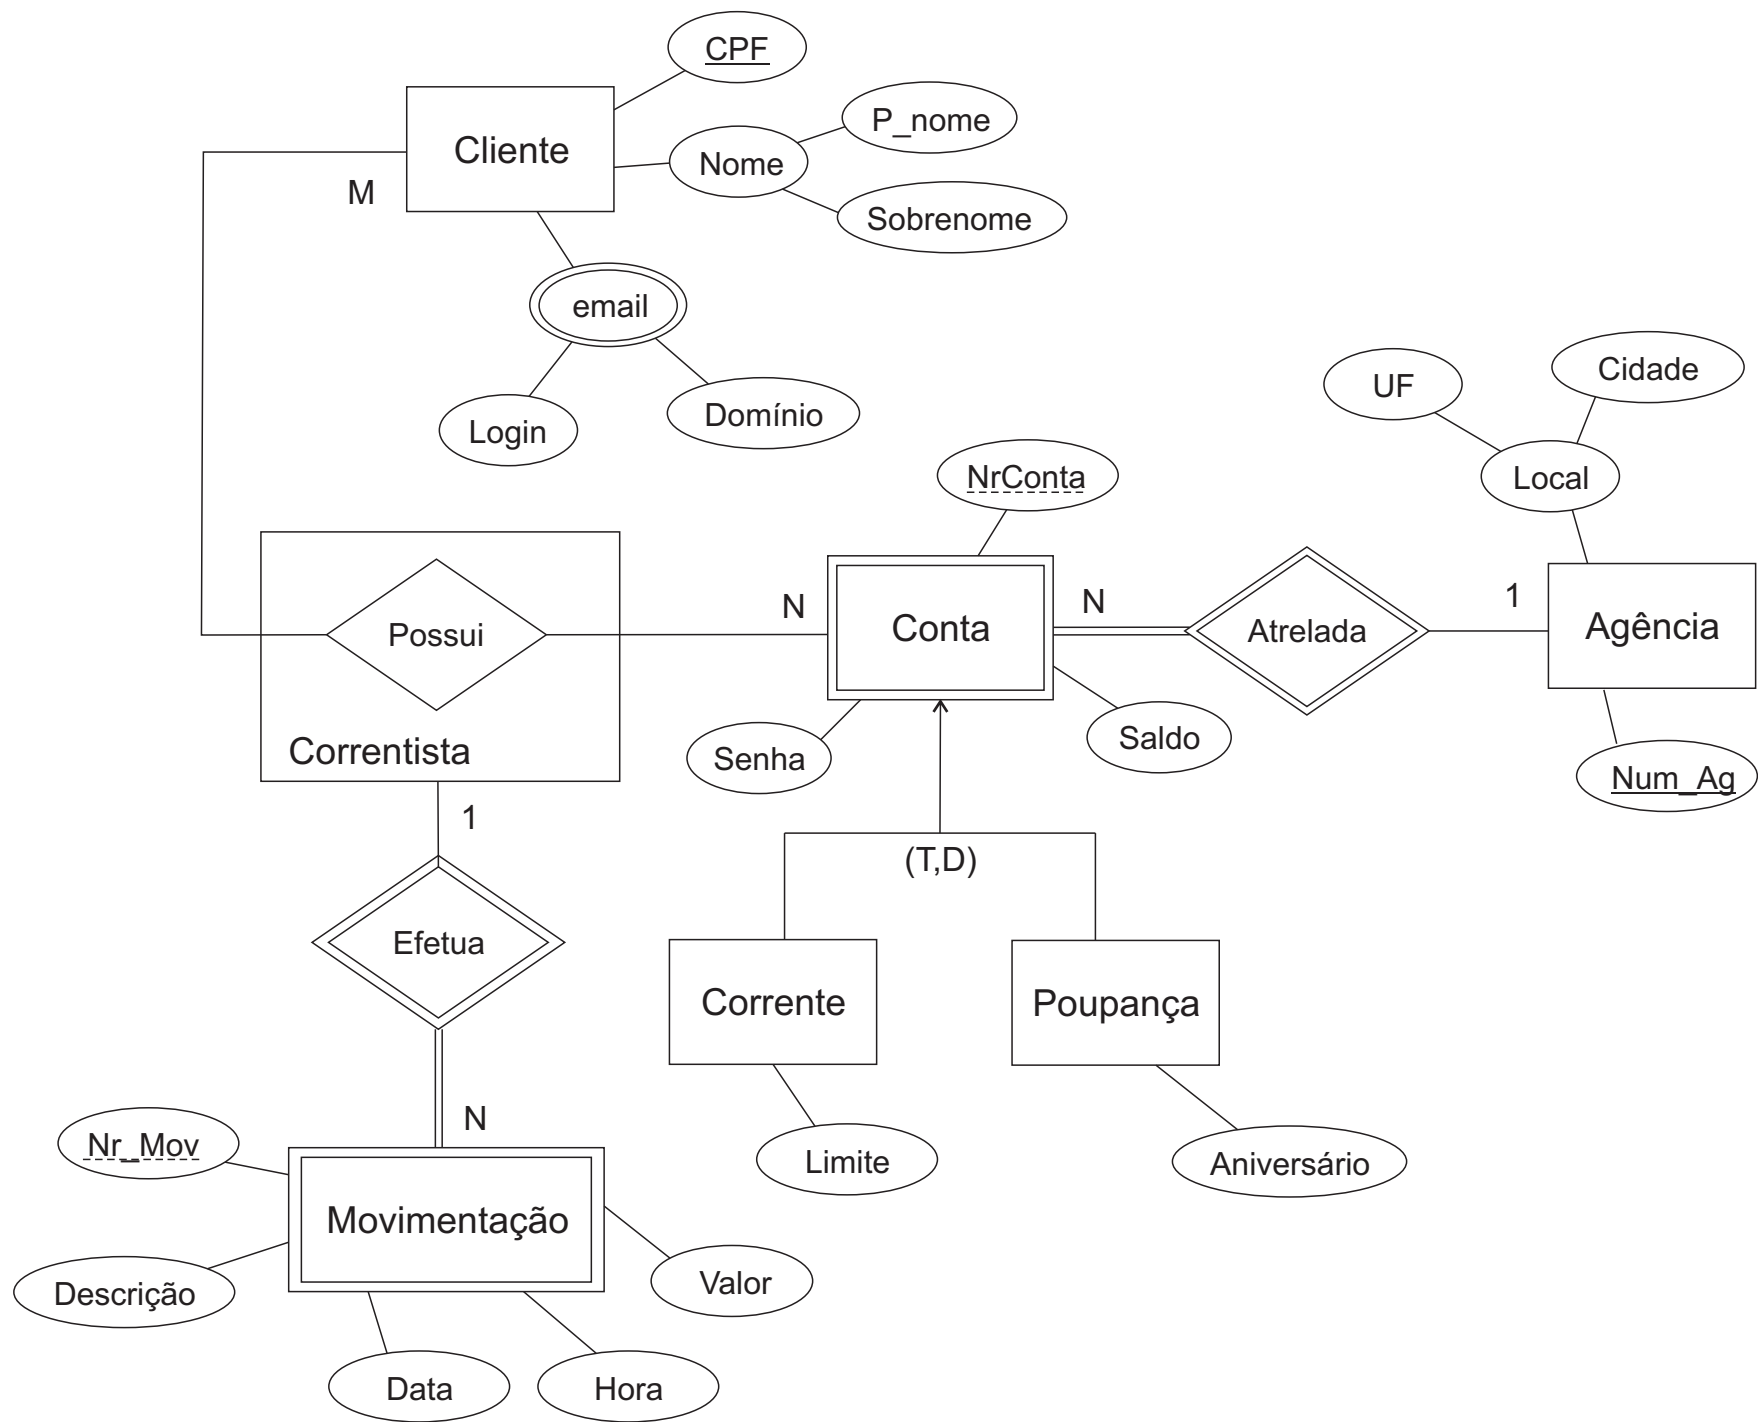 CPF
Cliente
P_nome
Nome
M
Sobrenome
email
Login
Domínio
UF
Cidade
NrConta
Local
Possui
N
Conta
N
Atrelada
1
Agência
Correntista
Senha
Saldo
Num_Ag
1
(T,D)
Efetua
Corrente
Poupança
N
Nr_Mov
Limite
Aniversário
Movimentação
Descrição
Valor
Data
Hora